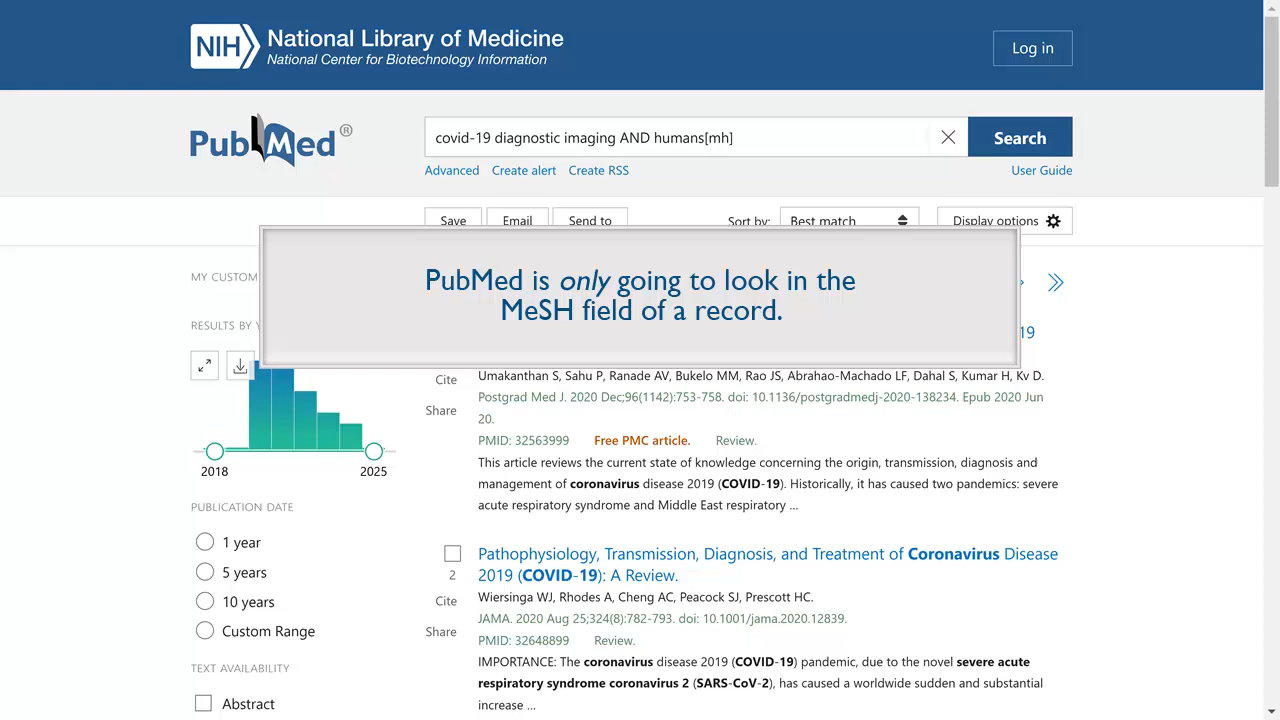 NIH National Library of Medicine
National Center for Biotechnology Information
Log in
PubMed®
covid-19 diagnostic imaging AND humans[mh]
Search
Advanced Create alert Create RSS
User Guide
Save Email Send to
Sort by: Best match
Display options
PubMed is only going to look in the
MeSH field of a record.
MY CUSTOM
RESULTS BY Y
19
2018 2025
Cite
Share
Umakanthan S, Sahu P, Ranade AV, Bukelo MM, Rao JS, Abrahao-Machado LF, Dahal S, Kumar H, Kv D.
Postgrad Med J. 2020 Dec;96(1142):753-758. doi: 10.1136/postgradmedj-2020-138234. Epub 2020 Jun
20.
PMID: 32563999 Free PMC article. Review.
This article reviews the current state of knowledge concerning the origin, transmission, diagnosis and
management of coronavirus disease 2019 (COVID-19). Historically, it has caused two pandemics: severe
acute respiratory syndrome and Middle East respiratory ...
PUBLICATION DATE
1 year
5 years
10 years
Custom Range
TEXT AVAILABILITY
Abstract
2
Cite
Share
Pathophysiology, Transmission, Diagnosis, and Treatment of Coronavirus Disease
2019 (COVID-19): A Review.
Wiersinga WJ, Rhodes A, Cheng AC, Peacock SJ, Prescott HC.
JAMA. 2020 Aug 25;324(8):782-793. doi: 10.1001/jama.2020.12839.
PMID: 32648899 Review.
IMPORTANCE: The coronavirus disease 2019 (COVID-19) pandemic, due to the novel severe acute
respiratory syndrome coronavirus 2 (SARS-CoV-2), has caused a worldwide sudden and substantial
increase ...